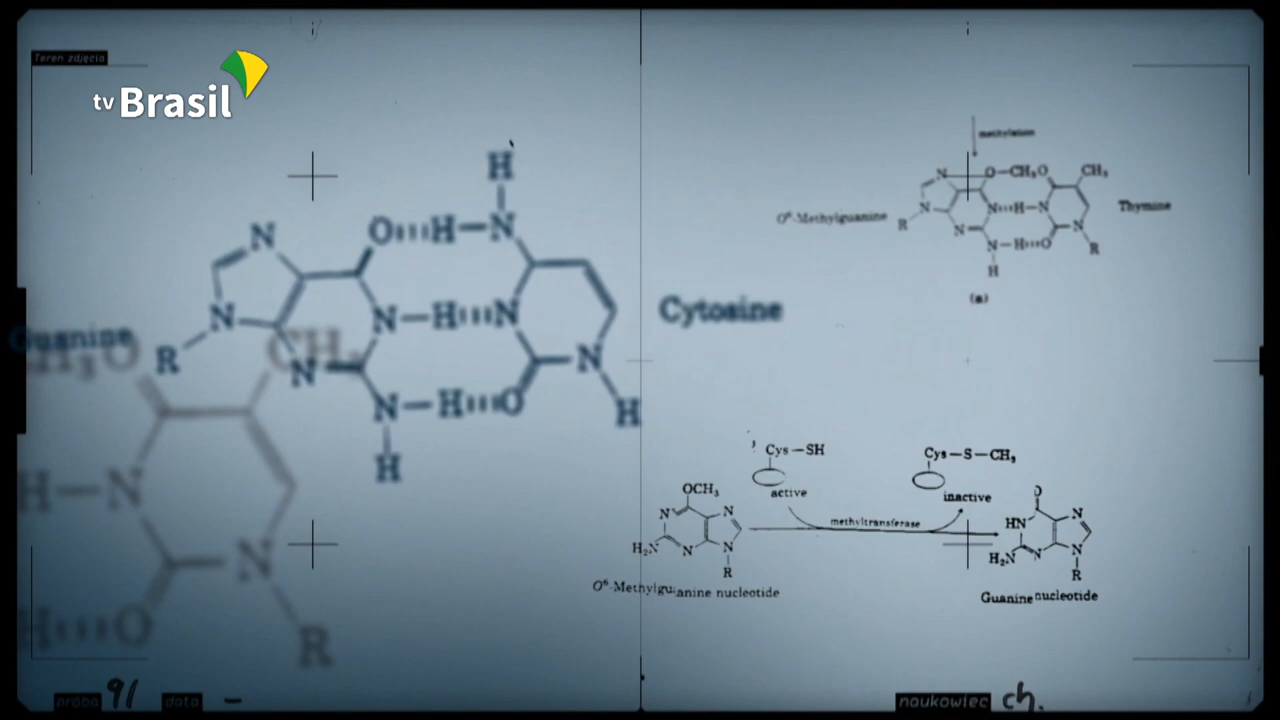 Teren zdjęcia
tv Brasil
methylation
O—CH₃O
CH₃
O⁶-Methylguanine
N
N
H
N
Thymine
R
N
N
N
H
O
R
H
(a)
H
N
O
H
N
N
N
H
N
Cytosine
Guanine
R
N
N
N
H
O
H
H
CH₃O
CH₃
H
N
N
H
O
R
Cys—SH
active
Cys—S—CH₃
inactive
OCH₃
N
N
H₂N
N
N
R
methyltransferase
O
HN
N
H₂N
N
N
R
O⁶-Methylguanine nucleotide
Guanine nucleotide
próba 91 data –
naukowiec ch.